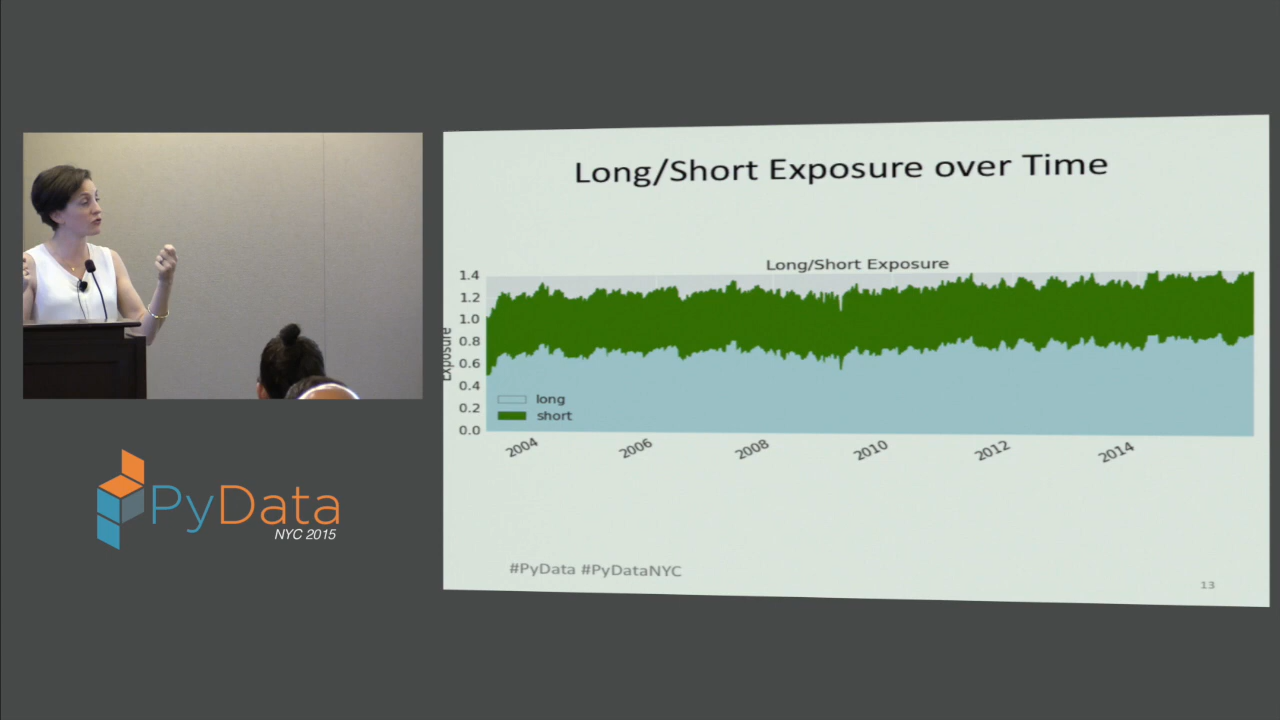 Long/Short Exposure over Time
Long/Short Exposure
1.4
1.2
1.0
0.8
0.6
0.4
0.2
0.0
Exposure
long
short
2004
2006
2008
2010
2012
2014
#PyData #PyDataNYC
13
PyData
NYC 2015